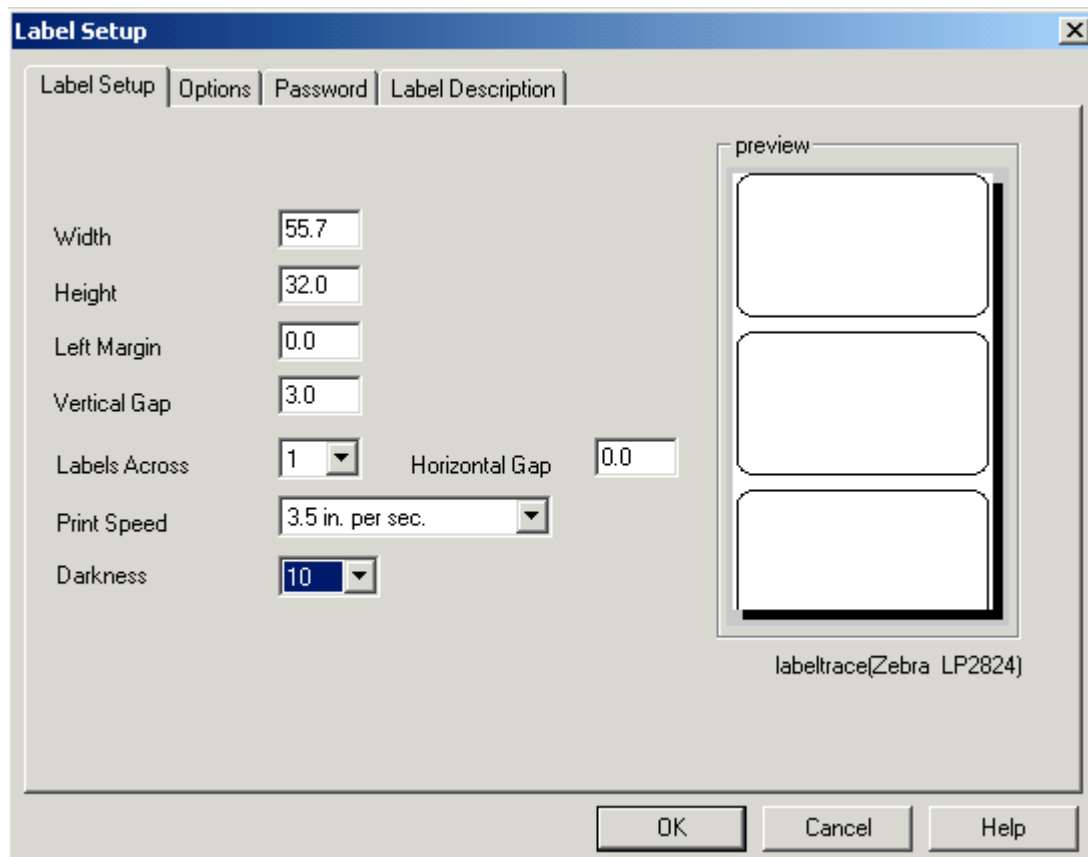 Label Setup
Label Setup Options Password Label Description
preview
Width 55.7
Height 32.0
Left Margin 0.0
Vertical Gap 3.0
Labels Across 1 Horizontal Gap 0.0
Print Speed 3.5 in. per sec.
Darkness 10
labeltrace(Zebra LP2824)
OK Cancel Help